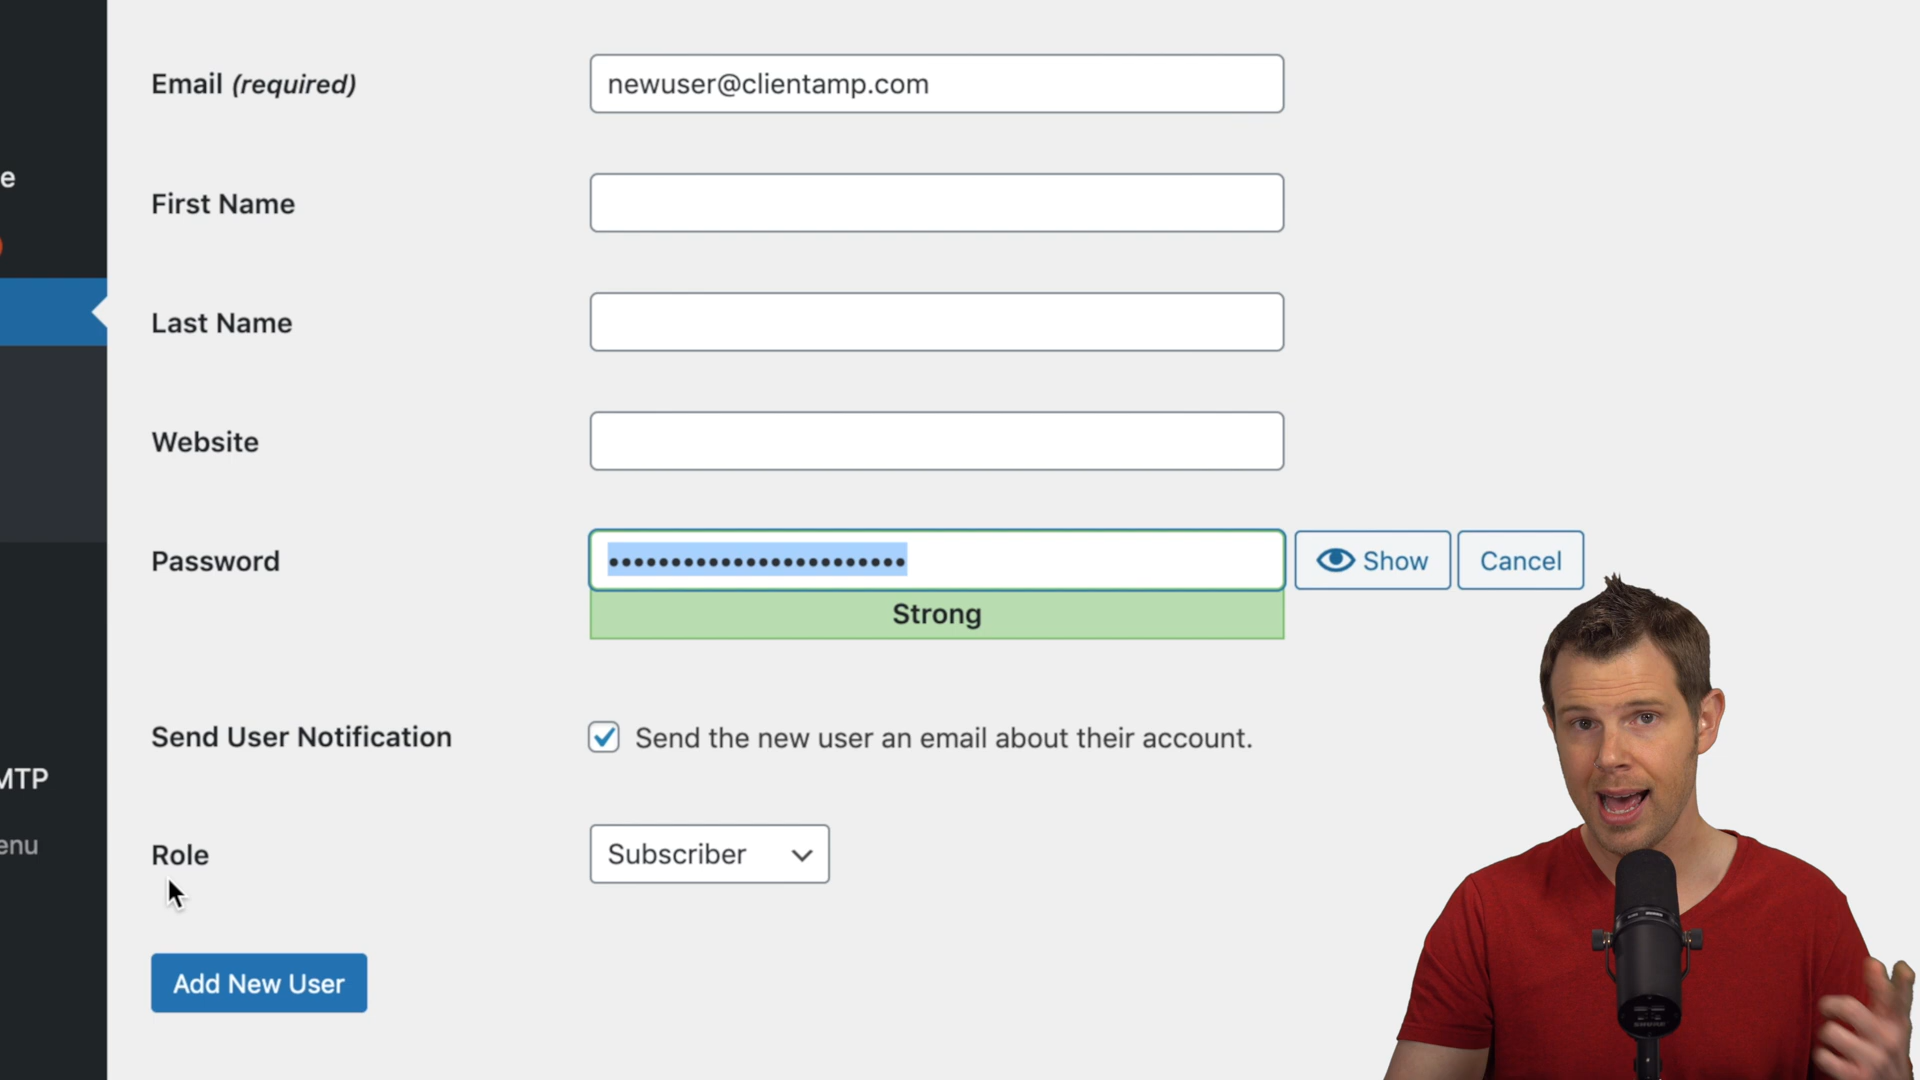 Email (required)
newuser@clientamp.com
e
First Name
Last Name
Website
Password
••••••••••••••••••••••••
Show
Cancel
Strong
Send User Notification
Send the new user an email about their account.
MTP
enu
Role
Subscriber
Add New User